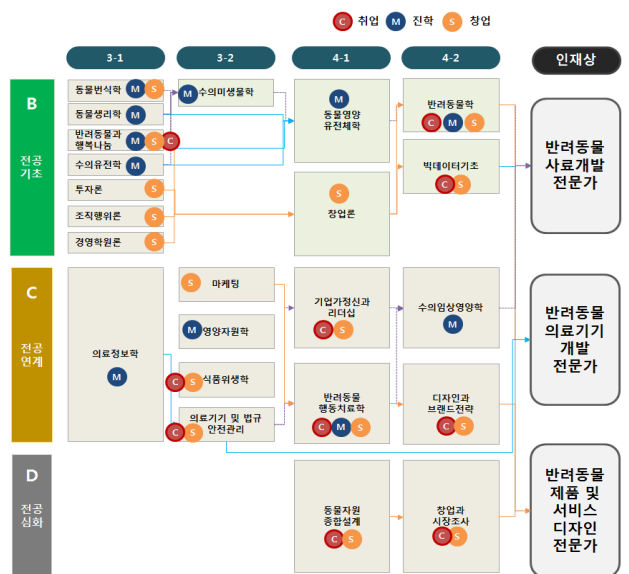 C 취업 M 진학 S 창업
3-1 3-2 4-1 4-2 인재상
B
전공
기초
동물번식학 M S
동물생리학 M
반려동물과
행복나눔 M S C
수의유전학 M
투자론 S
조직행위론 S
경영학원론 S
M 수의미생물학
M
동물영양
유전체학
S
창업론
반려동물학
C M S
빅데이터기초
C S
반려동물
사료개발
전문가
C
전공
연계
의료정보학
M
S 마케팅
M 영양자원학
C S 식품위생학
의료기기 및 법규
C S 안전관리
기업가정신과
리더십
C S
반려동물
행동치료학
C M S
수의임상영양학
M
디자인과
브랜드전략
C S
반려동물
의료기기
개발
전문가
D
전공
심화
동물자원
종합설계
C S
창업과
시장조사
C S
반려동물
제품 및
서비스
디자인
전문가